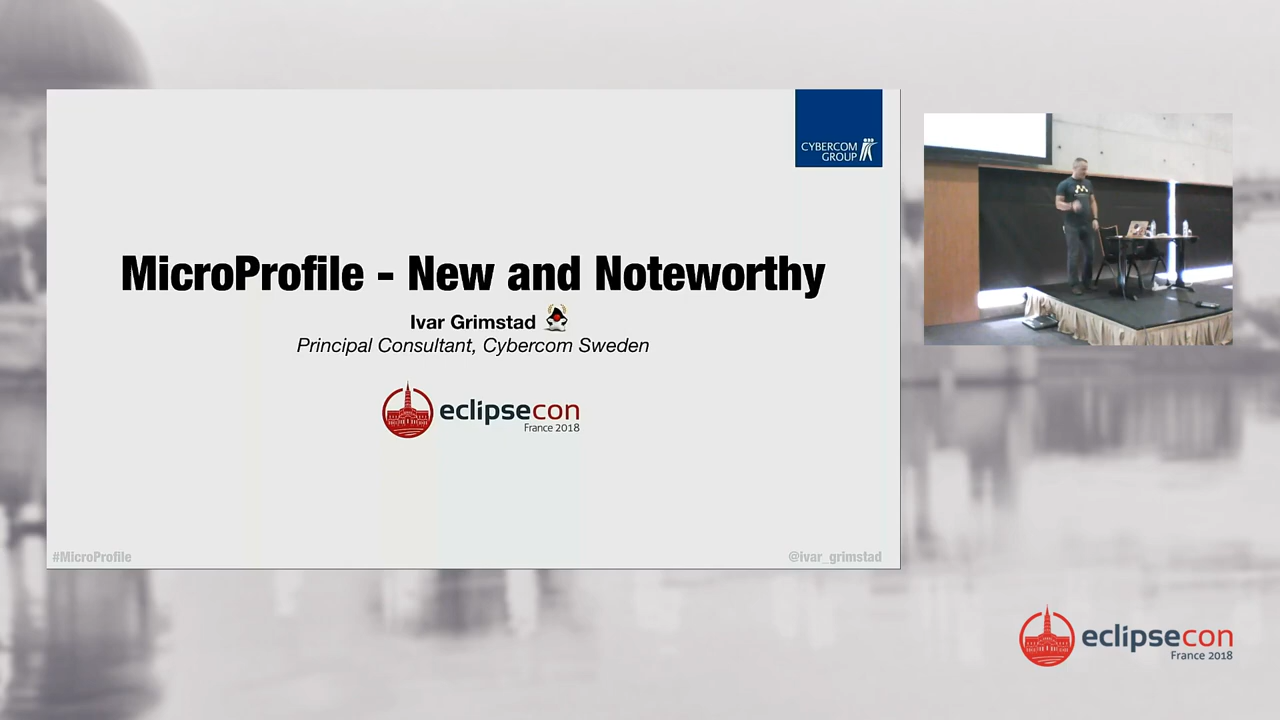 CYBERCOM
GROUP
MicroProfile - New and Noteworthy
Ivar Grimstad
Principal Consultant, Cybercom Sweden
eclipsecon
France 2018
#MicroProfile
@ivar_grimstad
eclipsecon
France 2018